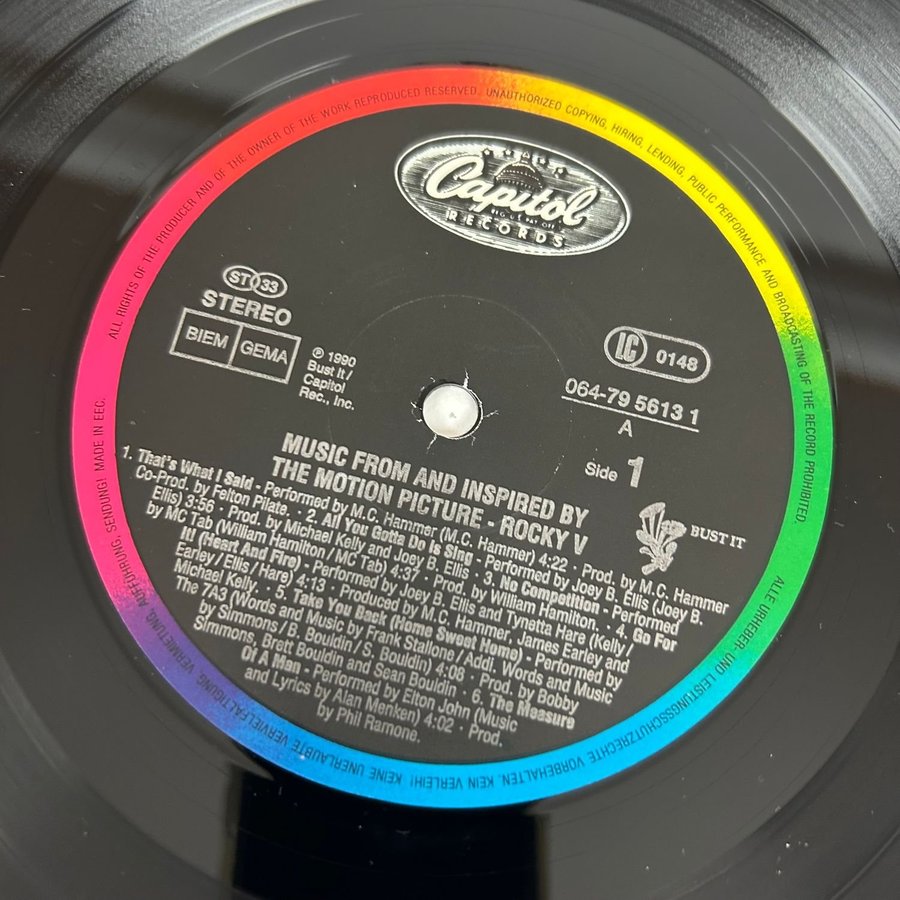 ALL RIGHTS OF THE PRODUCER AND OF THE OWNER OF THE WORK REPRODUCED RESERVED. UNAUTHORIZED COPYING, HIRING, LENDING, PUBLIC PERFORMANCE AND BROADCASTING OF THE RECORD PROHIBITED.
ALLE URHEBER- UND LEISTUNGSSCHUTZRECHTE VORBEHALTEN. KEIN VERLEIH! KEINE UNERLAUBTE VERVIELFÄLTIGUNG, VERMIETUNG, AUFFÜHRUNG, SENDUNG! MADE IN EEC.
Capitol
RECORDS
ST 33
STEREO
BIEM GEMA
℗ 1990
Bust It/
Capitol
Rec., Inc.
LC 0148
064-79 5613 1
A
Side 1
BUST IT
MUSIC FROM AND INSPIRED BY
THE MOTION PICTURE - ROCKY V
1. That's What I Said - Performed by M.C. Hammer (M.C. Hammer) 4:22 · Prod. by M.C. Hammer
Co-Prod. by Felton Pilate. · 2. All You Gotta Do Is Sing - Performed by Joey B. Ellis (Joey B.
Ellis) 3:56 · Prod. by Michael Kelly and Joey B. Ellis · 3. No Competition - Performed
by MC Tab (William Hamilton/MC Tab) 4:37 · Prod. by William Hamilton. · 4. Go For
It! (Heart And Fire) - Performed by Joey B. Ellis and Tynetta Hare (Kelly/
Earley/Ellis/Hare) 4:13 · Produced by M.C. Hammer, James Earley and
Michael Kelly. · 5. Take You Back (Home Sweet Home) - Performed by
The 7A3 (Words and Music by Frank Stallone/Addl. Words and Music
by Simmons/B. Bouldin/S. Bouldin) 4:08 · Prod. by Bobby
Simmons, Brett Bouldin and Sean Bouldin · 6. The Measure
Of A Man - Performed by Elton John (Music
and Lyrics by Alan Menken) 4:02 · Prod.
by Phil Ramone.